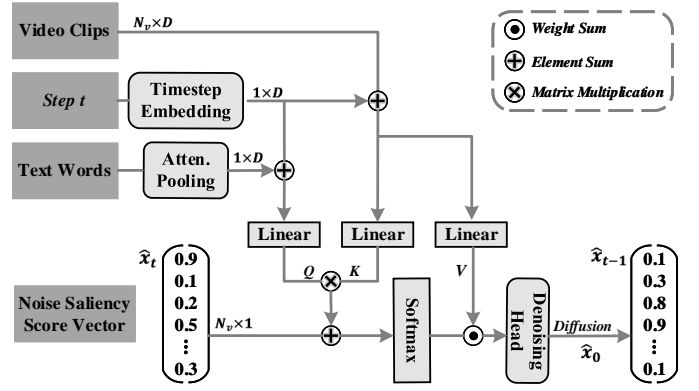 Video Clips
N_v×D
Weight Sum
Element Sum
Matrix Multiplication
Step t
Timestep
Embedding
1×D
Text Words
Atten.
Pooling
1×D
Linear
Linear
Linear
Q
K
V
x̂_t
0.9
0.1
0.2
0.5
...
0.3
Noise Saliency
Score Vector
N_v×1
Softmax
Denoising
Head
Diffusion
x̂_0
x̂_{t-1}
0.1
0.3
0.8
0.9
...
0.1